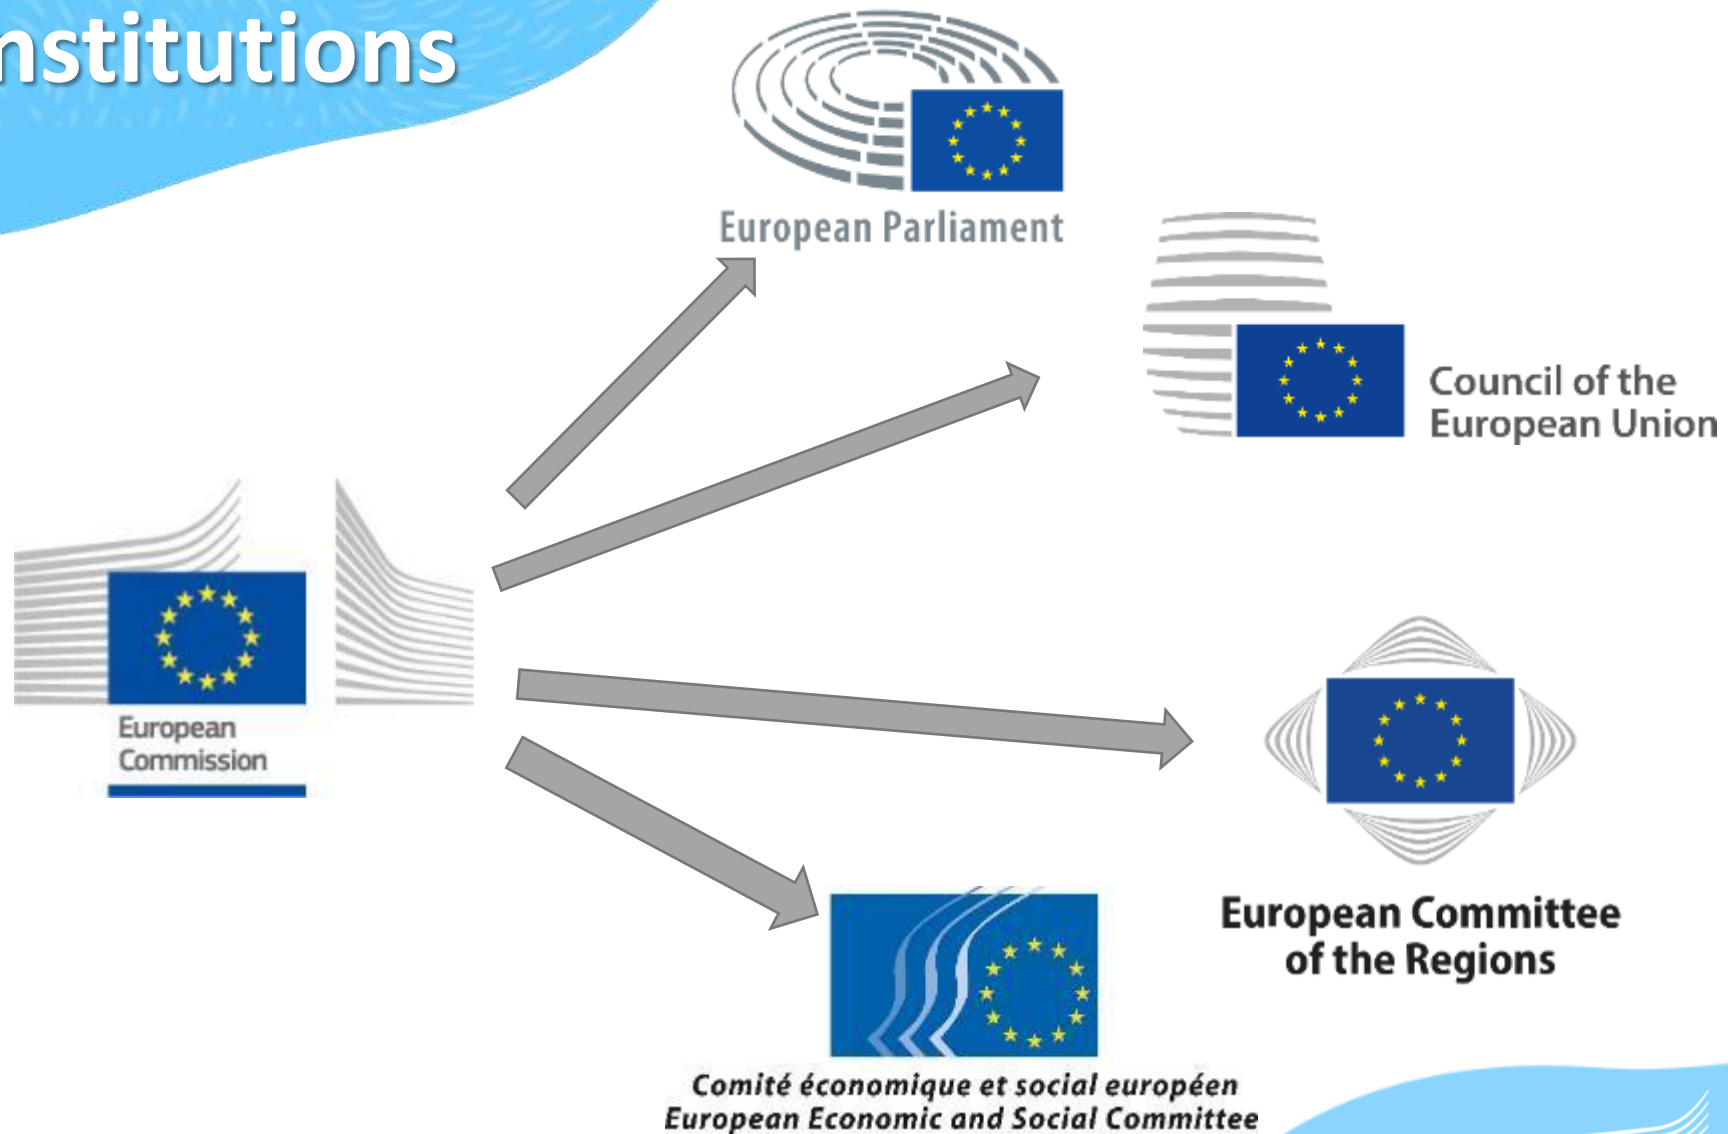 nstitutions
European Parliament
Council of the
European Union
European
Commission
European Committee
of the Regions
Comité économique et social européen
European Economic and Social Committee